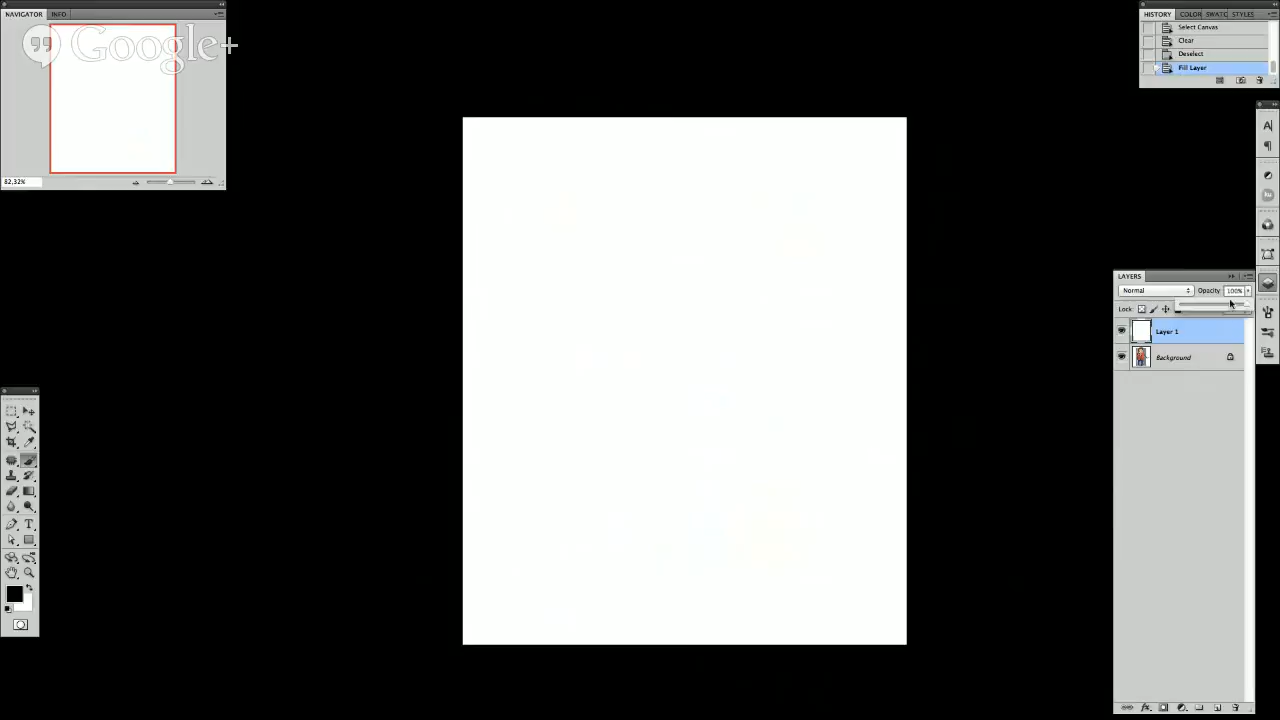 NAVIGATOR INFO
Google+
82,32%
HISTORY COLOR SWATC STYLES
Select Canvas
Clear
Deselect
Fill Layer
A
LAYERS
Normal Opacity 100%
Lock:
Layer 1
Background
T